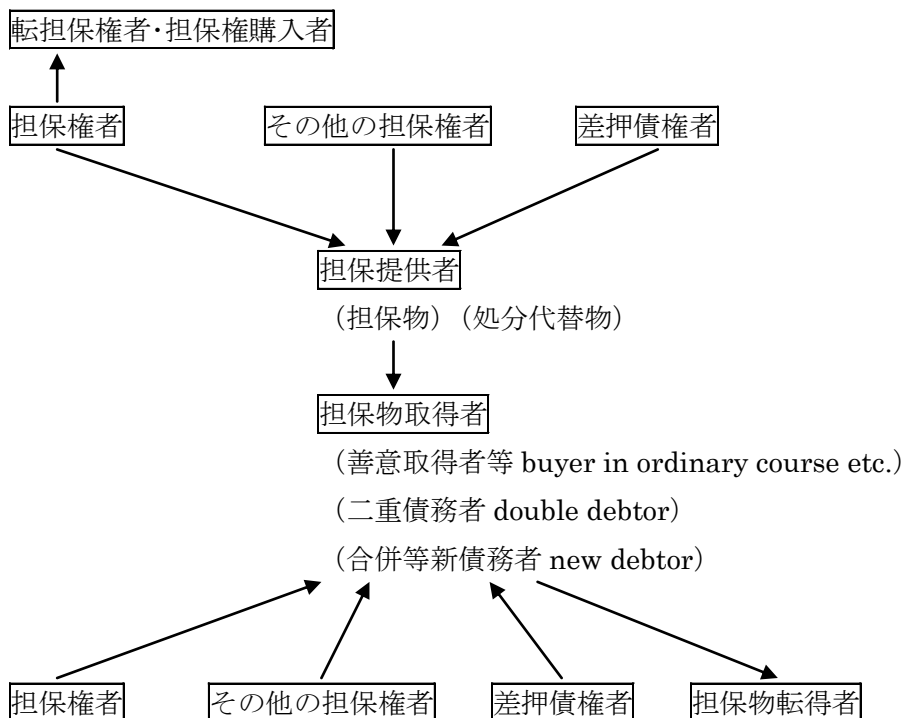 転担保権者・担保権購入者
担保権者 その他の担保権者 差押債権者
担保提供者
(担保物)(処分代替物)
担保物取得者
(善意取得者等 buyer in ordinary course etc.)
(二重債務者 double debtor)
(合併等新債務者 new debtor)
担保権者 その他の担保権者 差押債権者 担保物転得者